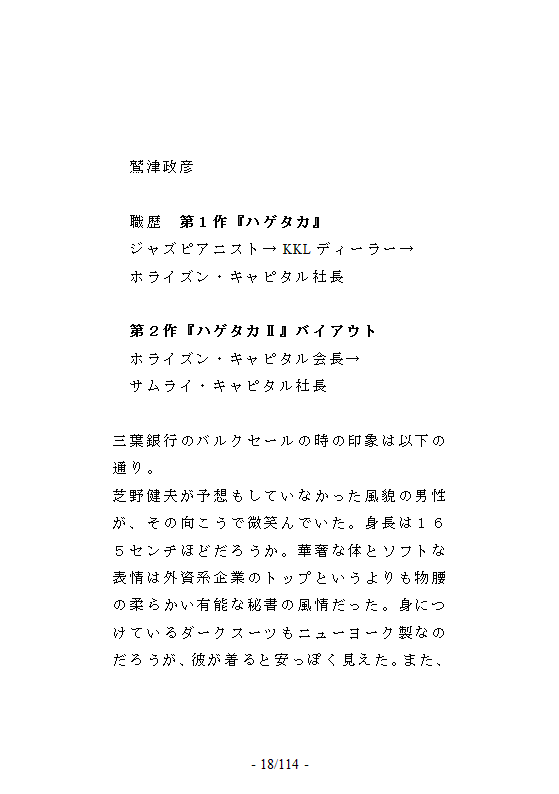 鷲津政彦
職歴　第１作『ハゲタカ』
ジャズピアニスト→KKLディーラー→
ホライズン・キャピタル社長
第２作『ハゲタカⅡ』バイアウト
ホライズン・キャピタル会長→
サムライ・キャピタル社長
三葉銀行のバルクセールの時の印象は以下の
通り。
芝野健夫が予想もしていなかった風貌の男性
が、その向こうで微笑んでいた。身長は１６
５センチほどだろうか。華奢な体とソフトな
表情は外資系企業のトップというよりも物腰
の柔らかい有能な秘書の風情だった。身につ
けているダークスーツもニューヨーク製なの
だろうが、彼が着ると安っぽく見えた。また、
- 18/114 -